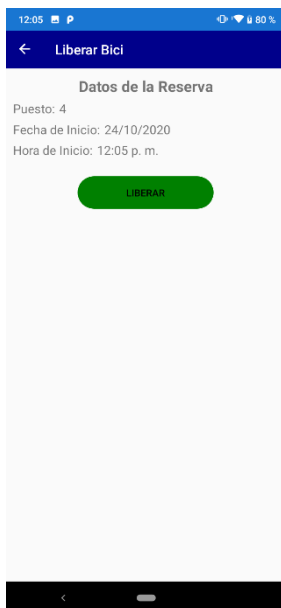 12:05 P 80 %
Liberar Bici
Datos de la Reserva
Puesto: 4
Fecha de Inicio: 24/10/2020
Hora de Inicio: 12:05 p. m.
LIBERAR